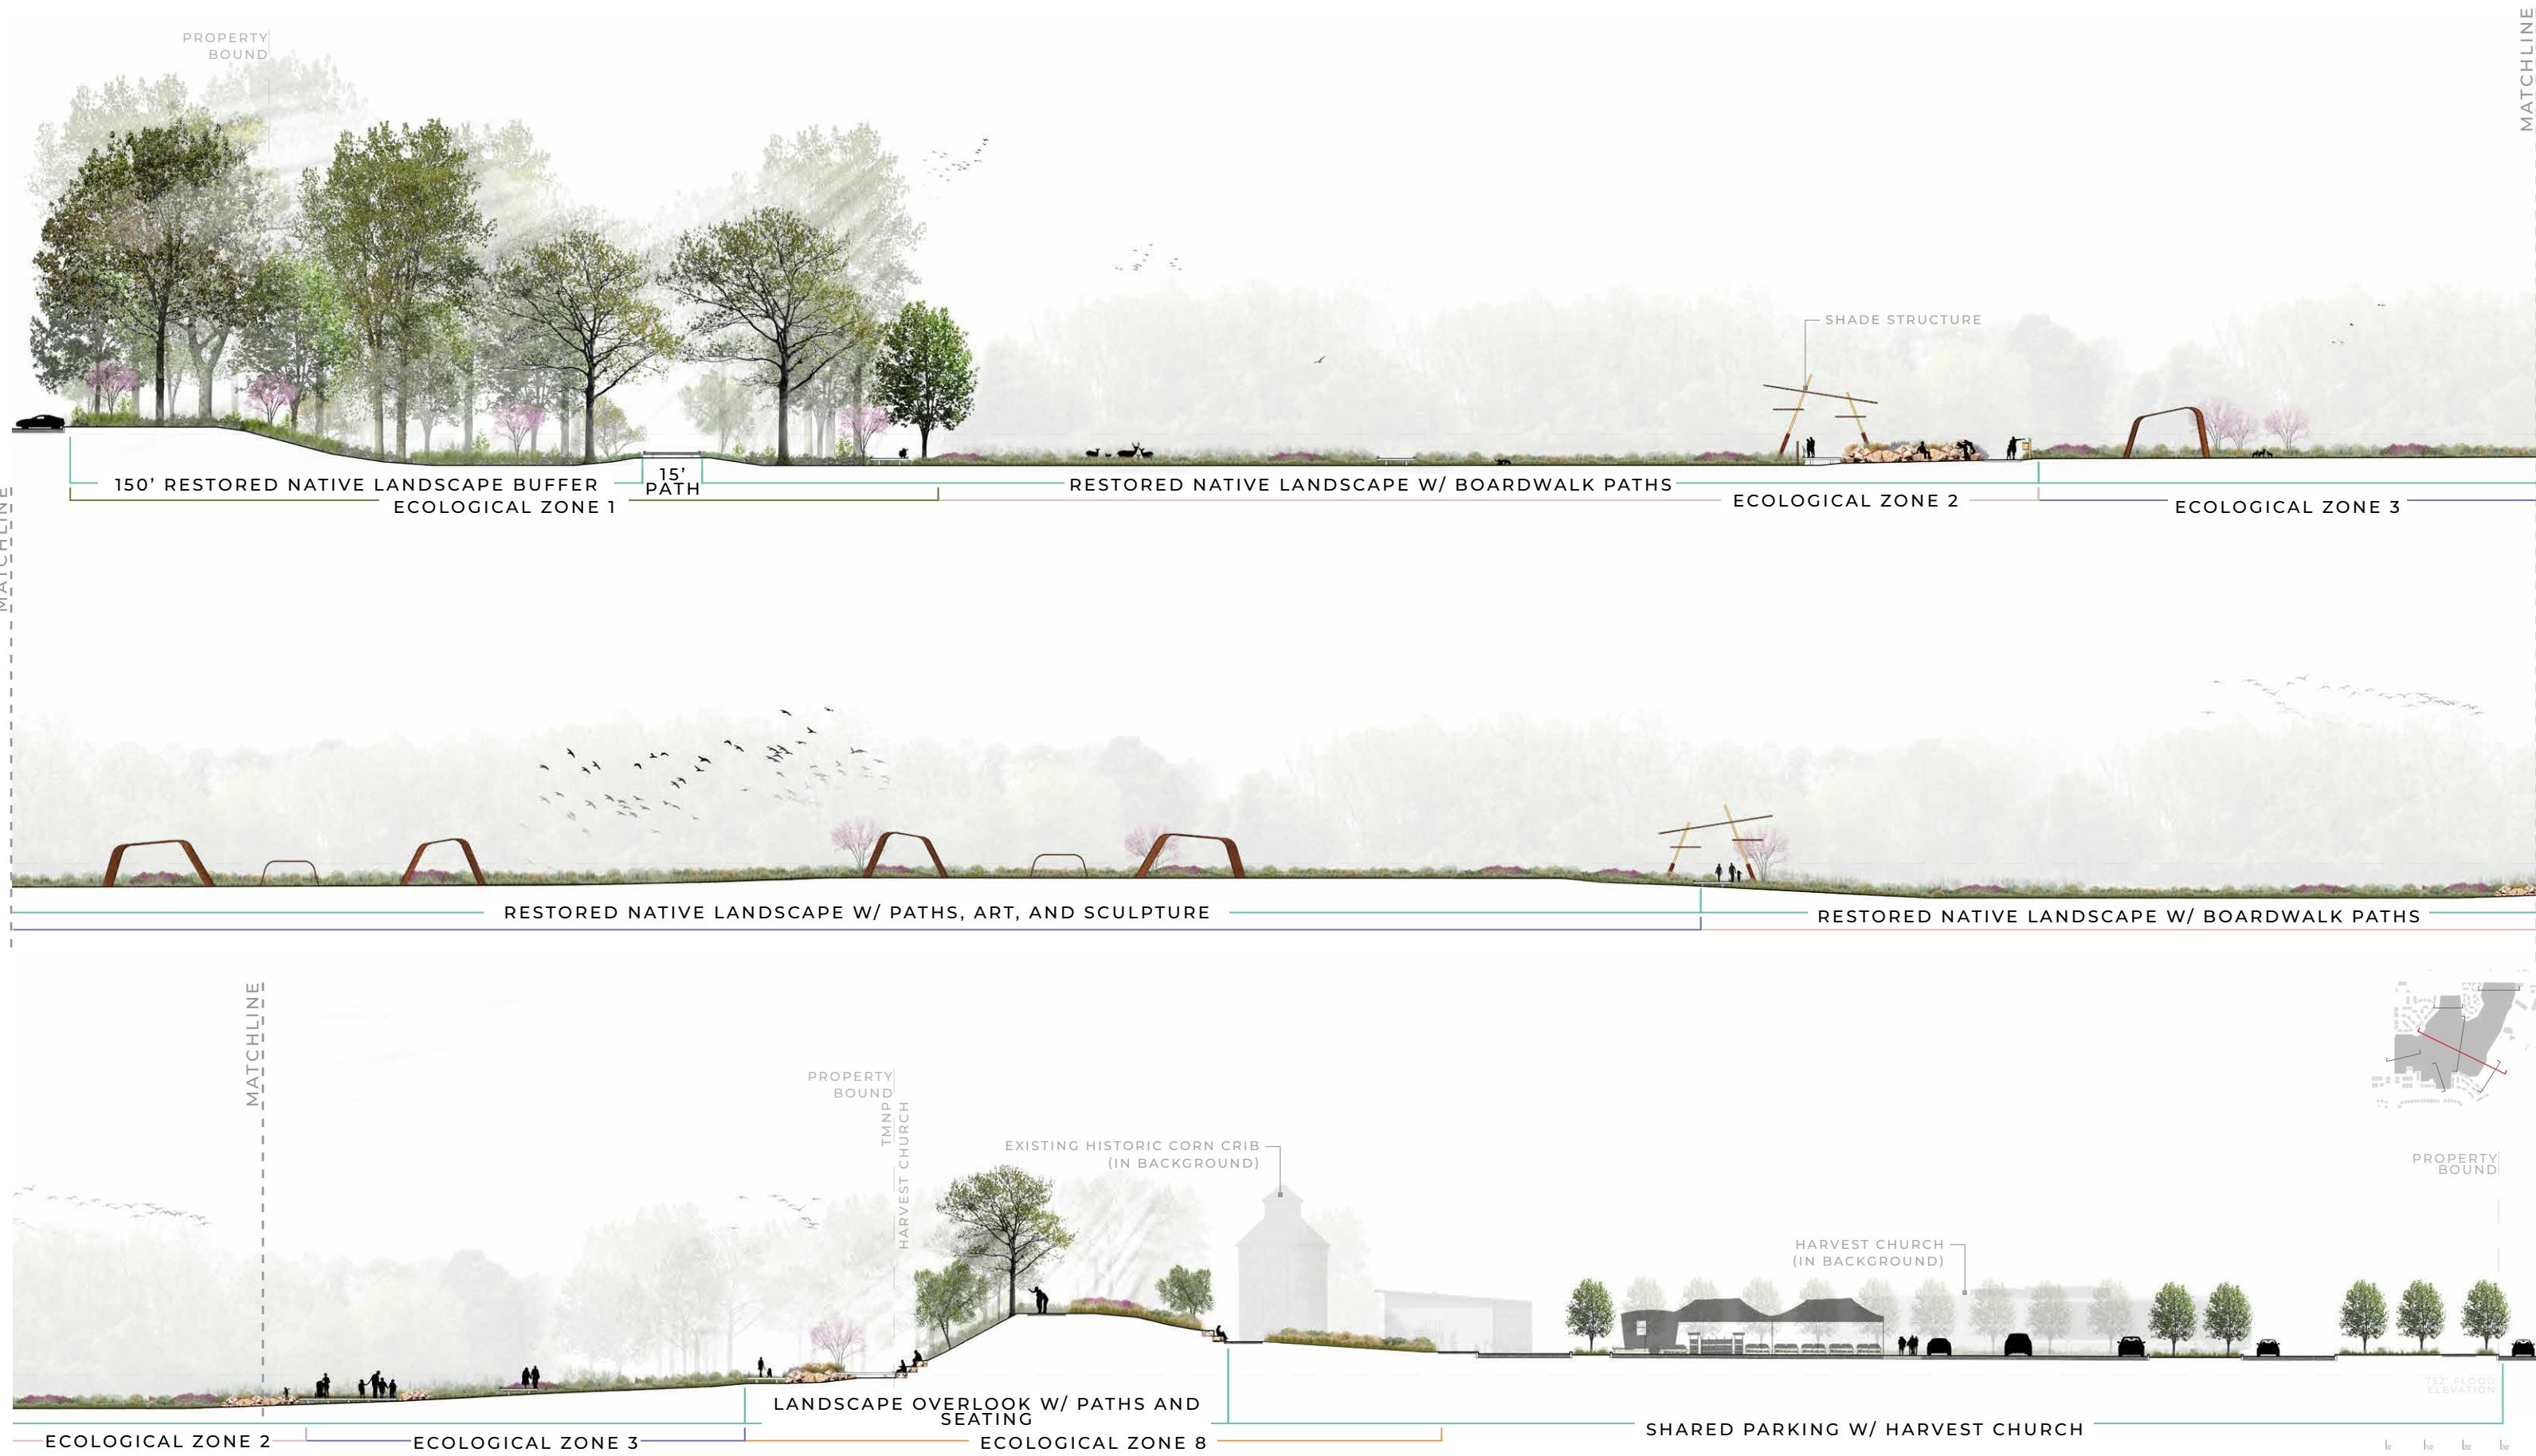 PROPERTY
BOUND
MATCHLINE
SHADE STRUCTURE
150’ RESTORED NATIVE LANDSCAPE BUFFER
15’
PATH
RESTORED NATIVE LANDSCAPE W/ BOARDWALK PATHS
ECOLOGICAL ZONE 1
ECOLOGICAL ZONE 2
ECOLOGICAL ZONE 3
MATCHLINE
RESTORED NATIVE LANDSCAPE W/ PATHS, ART, AND SCULPTURE
RESTORED NATIVE LANDSCAPE W/ BOARDWALK PATHS
MATCHLINE
PROPERTY
BOUND
TMNP
HARVEST CHURCH
EXISTING HISTORIC CORN CRIB
(IN BACKGROUND)
HARVEST CHURCH
(IN BACKGROUND)
PROPERTY
BOUND
752' FLOOD
ELEVATION
LANDSCAPE OVERLOOK W/ PATHS AND
SEATING
SHARED PARKING W/ HARVEST CHURCH
ECOLOGICAL ZONE 2
ECOLOGICAL ZONE 3
ECOLOGICAL ZONE 8